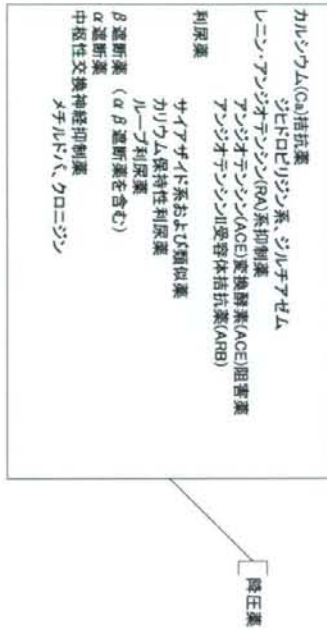 カルシウム(Ca)拮抗薬
ジヒドロピリジン系、ジルチアゼム
レニン・アンジオテンシン(RA)系抑制薬
アンジオテンシン(ACE)変換酵素(ACE)阻害薬
アンジオテンシンII受容体拮抗薬(ARB)
利尿薬
サイアザイド系および類似薬
カリウム保持性利尿薬
ループ利尿薬
β遮断薬(αβ遮断薬を含む)
α遮断薬
中枢性交換神経抑制薬
メチルドパ、クロニジン
降圧薬